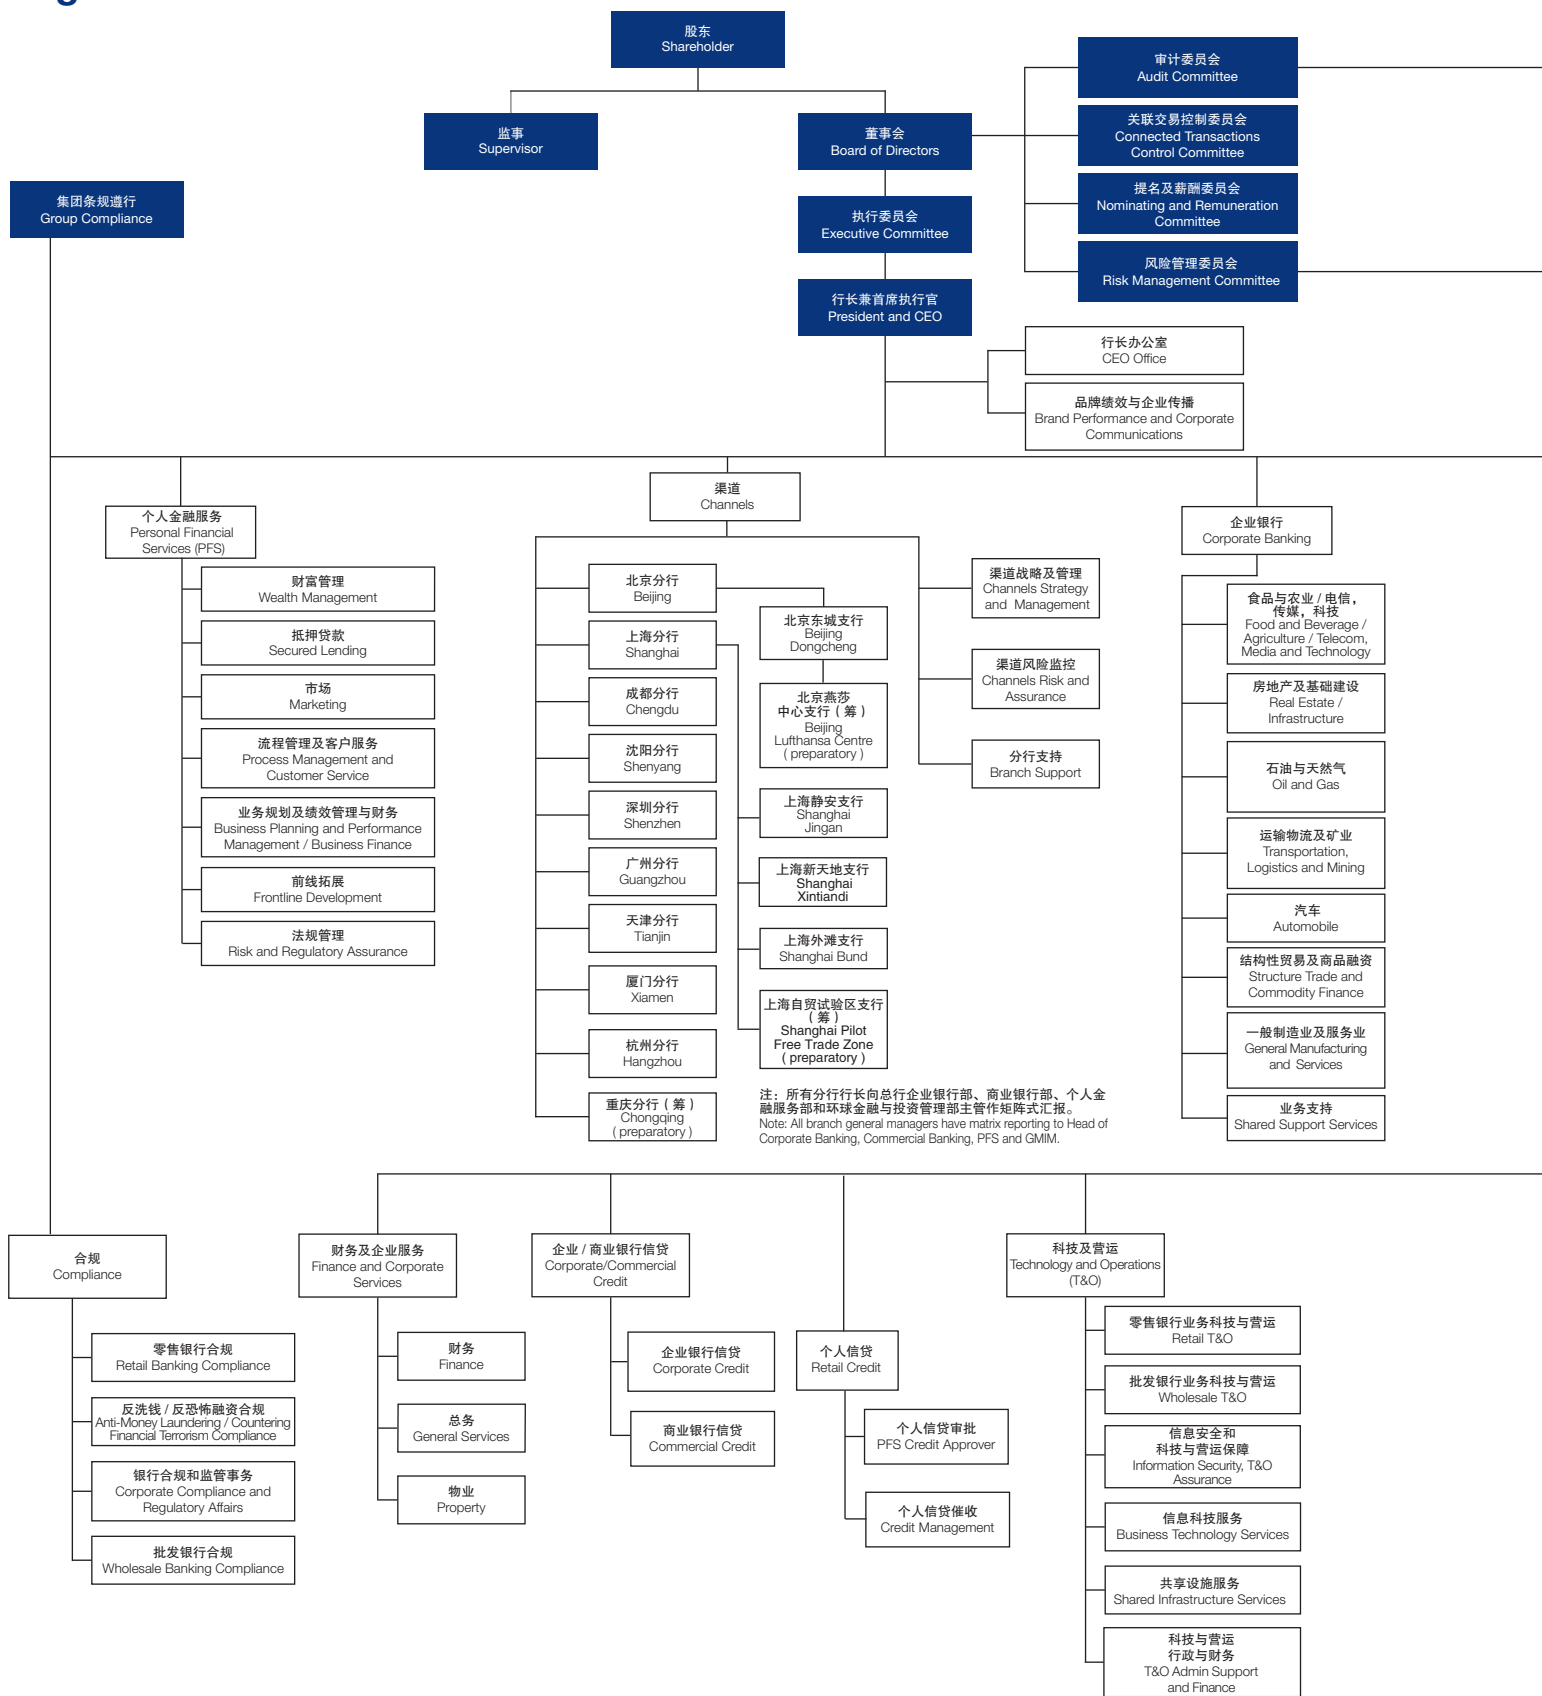 g
股东
Shareholder
监事
Supervisor
董事会
Board of Directors
审计委员会
Audit Committee
关联交易控制委员会
Connected Transactions
Control Committee
提名及薪酬委员会
Nominating and Remuneration
Committee
风险管理委员会
Risk Management Committee
集团条规遵行
Group Compliance
执行委员会
Executive Committee
行长兼首席执行官
President and CEO
行长办公室
CEO Office
品牌绩效与企业传播
Brand Performance and Corporate
Communications
个人金融服务
Personal Financial
Services (PFS)
财富管理
Wealth Management
抵押贷款
Secured Lending
市场
Marketing
流程管理及客户服务
Process Management and
Customer Service
业务规划及绩效管理与财务
Business Planning and Performance
Management / Business Finance
前线拓展
Frontline Development
法规管理
Risk and Regulatory Assurance
渠道
Channels
北京分行
Beijing
上海分行
Shanghai
成都分行
Chengdu
沈阳分行
Shenyang
深圳分行
Shenzhen
广州分行
Guangzhou
天津分行
Tianjin
厦门分行
Xiamen
杭州分行
Hangzhou
重庆分行（筹）
Chongqing
( preparatory )
北京东城支行
Beijing
Dongcheng
北京燕莎
中心支行（筹）
Beijing
Lufthansa Centre
( preparatory )
上海静安支行
Shanghai
Jingan
上海新天地支行
Shanghai
Xintiandi
上海外滩支行
Shanghai Bund
上海自贸试验区支行
（筹）
Shanghai Pilot
Free Trade Zone
( preparatory )
渠道战略及管理
Channels Strategy
and Management
渠道风险监控
Channels Risk and
Assurance
分行支持
Branch Support
注：所有分行行长向总行企业银行部、商业银行部、个人金
融服务部和环球金融与投资管理部主管作矩阵式汇报。
Note: All branch general managers have matrix reporting to Head of
Corporate Banking, Commercial Banking, PFS and GMIM.
企业银行
Corporate Banking
食品与农业 / 电信，
传媒，科技
Food and Beverage /
Agriculture / Telecom,
Media and Technology
房地产及基础建设
Real Estate /
Infrastructure
石油与天然气
Oil and Gas
运输物流及矿业
Transportation,
Logistics and Mining
汽车
Automobile
结构性贸易及商品融资
Structure Trade and
Commodity Finance
一般制造业及服务业
General Manufacturing
and Services
业务支持
Shared Support Services
合规
Compliance
零售银行合规
Retail Banking Compliance
反洗钱 / 反恐怖融资合规
Anti-Money Laundering / Countering
Financial Terrorism Compliance
银行合规和监管事务
Corporate Compliance and
Regulatory Affairs
批发银行合规
Wholesale Banking Compliance
财务及企业服务
Finance and Corporate
Services
财务
Finance
总务
General Services
物业
Property
企业 / 商业银行信贷
Corporate/Commercial
Credit
企业银行信贷
Corporate Credit
商业银行信贷
Commercial Credit
个人信贷
Retail Credit
个人信贷审批
PFS Credit Approver
个人信贷催收
Credit Management
科技及营运
Technology and Operations
(T&O)
零售银行业务科技与营运
Retail T&O
批发银行业务科技与营运
Wholesale T&O
信息安全和
科技与营运保障
Information Security, T&O
Assurance
信息科技服务
Business Technology Services
共享设施服务
Shared Infrastructure Services
科技与营运
行政与财务
T&O Admin Support
and Finance